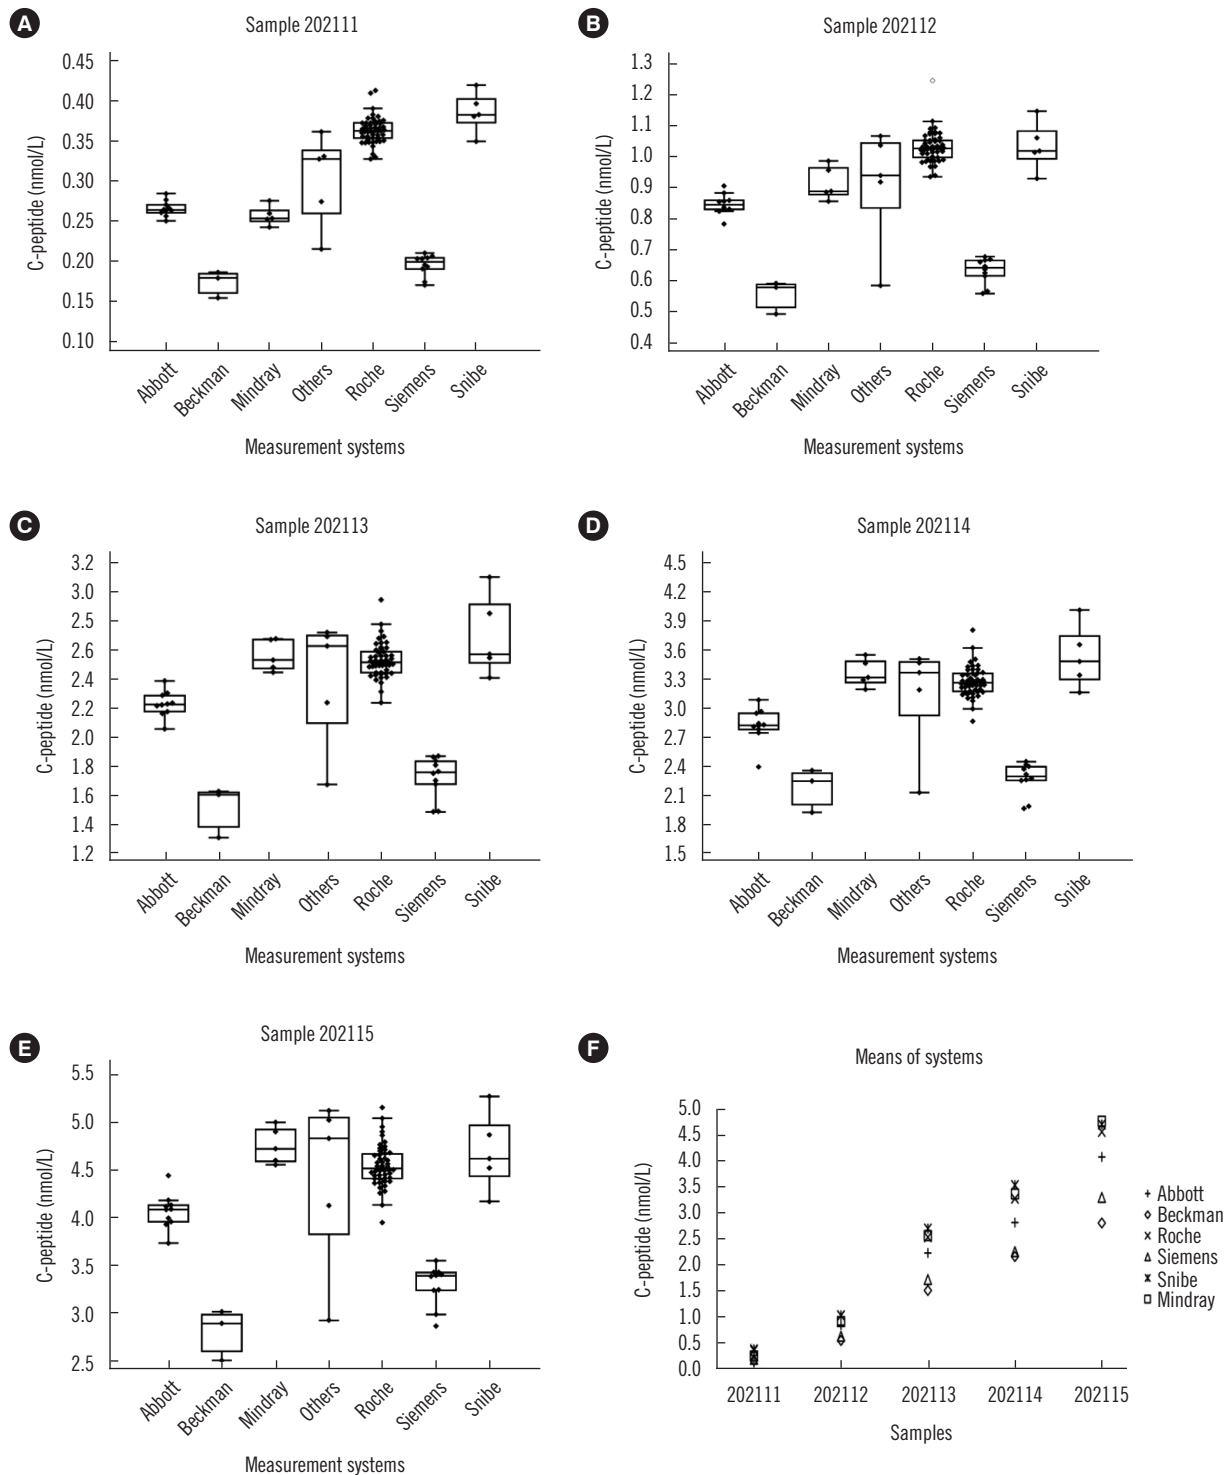 A
Sample 202111
C-peptide (nmol/L)
0.45
0.40
0.35
0.30
0.25
0.20
0.15
0.10
Abbott
Beckman
Mindray
Others
Roche
Siemens
Snibe
Measurement systems
B
Sample 202112
C-peptide (nmol/L)
1.3
1.2
1.1
1.0
0.9
0.8
0.7
0.6
0.5
0.4
Abbott
Beckman
Mindray
Others
Roche
Siemens
Snibe
Measurement systems
C
Sample 202113
C-peptide (nmol/L)
3.2
3.0
2.5
2.6
2.4
2.2
2.0
1.8
1.6
1.4
1.2
Abbott
Beckman
Mindray
Others
Roche
Siemens
Snibe
Measurement systems
D
Sample 202114
C-peptide (nmol/L)
4.5
4.2
3.9
3.6
3.3
3.0
2.7
2.4
2.1
1.8
1.5
Abbott
Beckman
Mindray
Others
Roche
Siemens
Snibe
Measurement systems
E
Sample 202115
C-peptide (nmol/L)
5.5
5.0
4.5
4.0
3.5
3.0
2.5
Abbott
Beckman
Mindray
Others
Roche
Siemens
Snibe
Measurement systems
F
Means of systems
C-peptide (nmol/L)
5.0
4.5
4.0
3.5
3.0
2.5
2.0
1.5
1.0
0.5
0.0
202111
202112
202113
202114
202115
Samples
Abbott
Beckman
Roche
Siemens
Snibe
Mindray